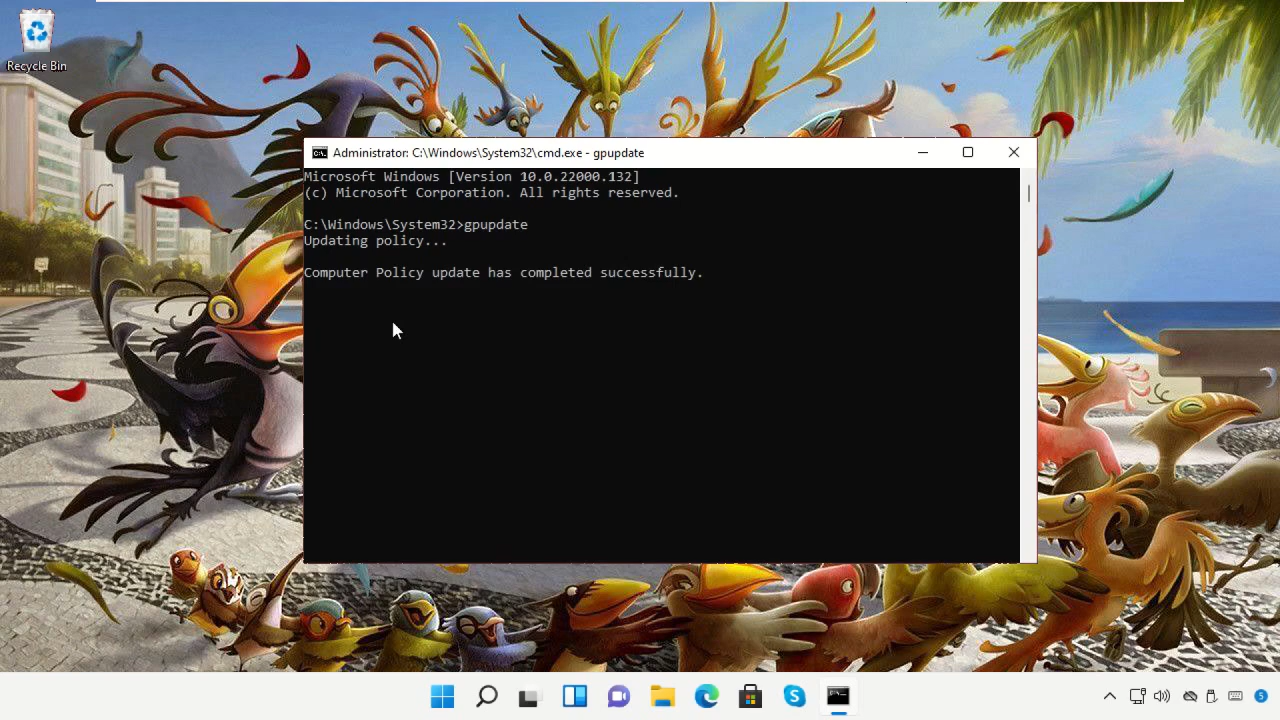 Recycle Bin
Administrator: C:\Windows\System32\cmd.exe - gpupdate
Microsoft Windows [Version 10.0.22000.132]
(c) Microsoft Corporation. All rights reserved.
C:\Windows\System32>gpupdate
Updating policy...
Computer Policy update has completed successfully.
5